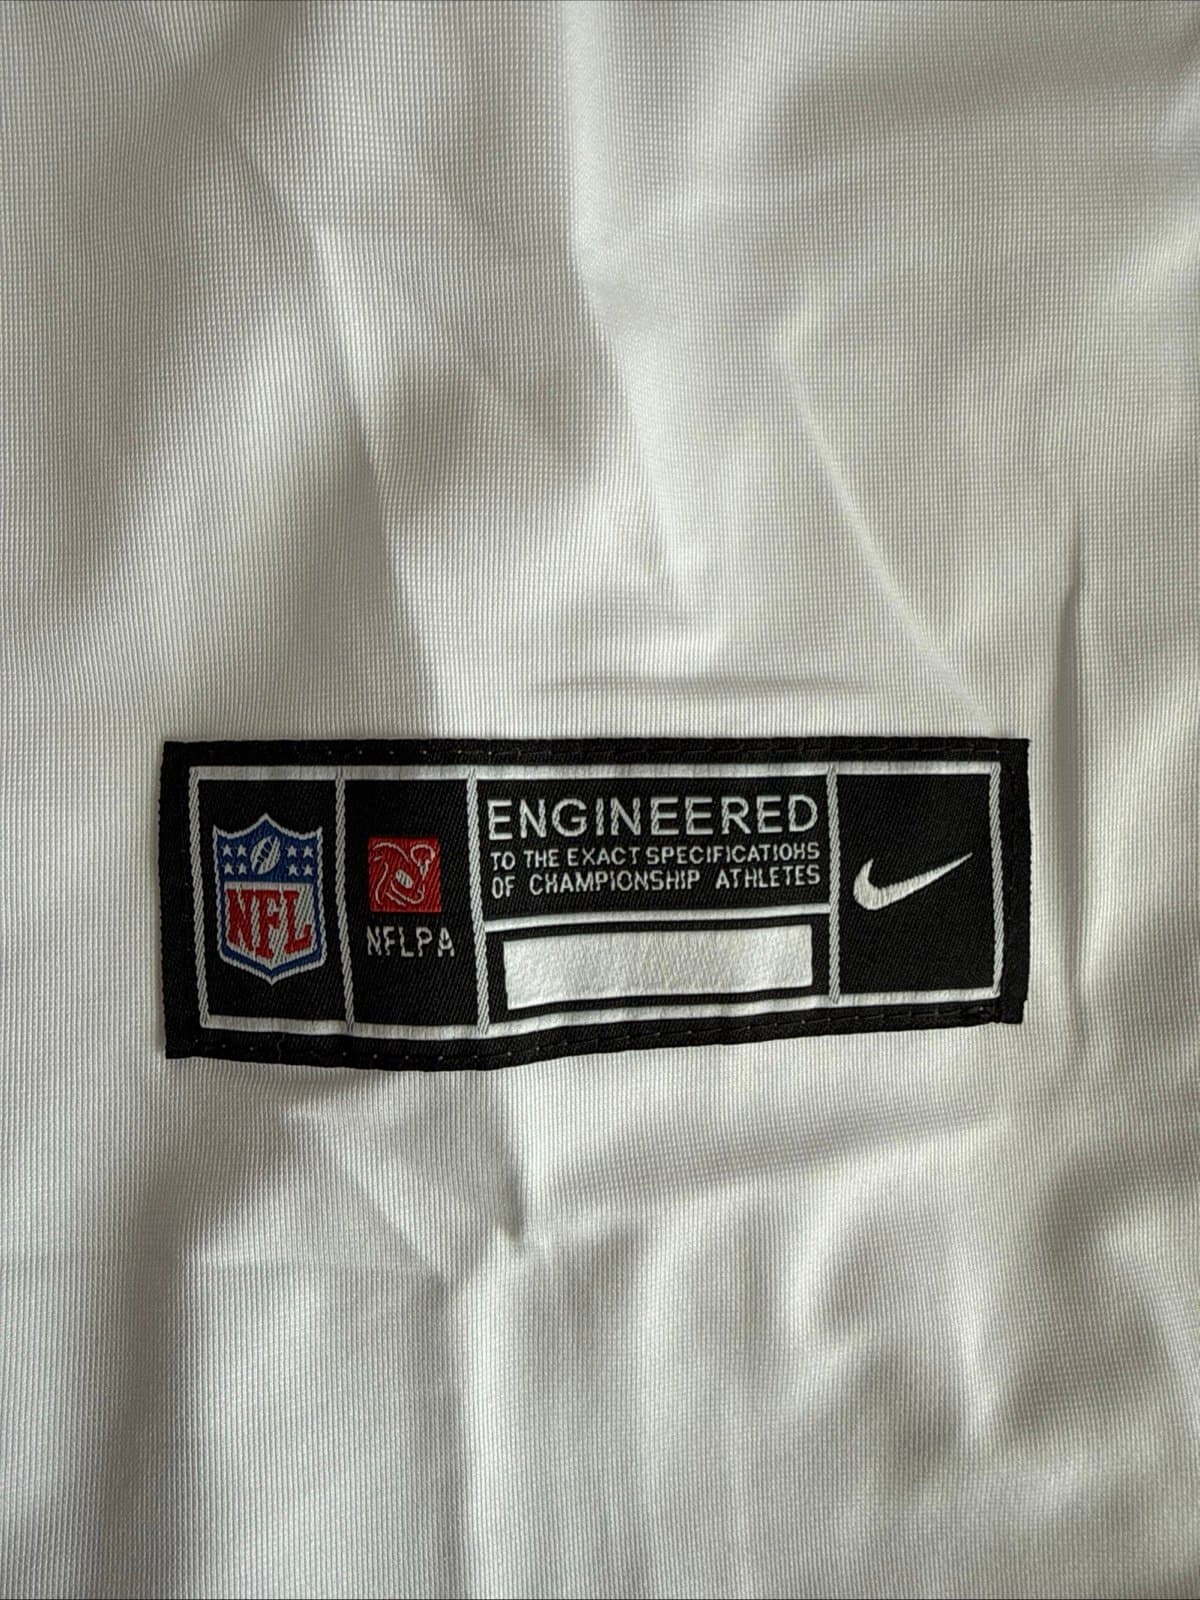 NFL
NFLPA
ENGINEERED
TO THE EXACT SPECIFICATIOHS
OF CHAMPIONSHIP ATHLETES